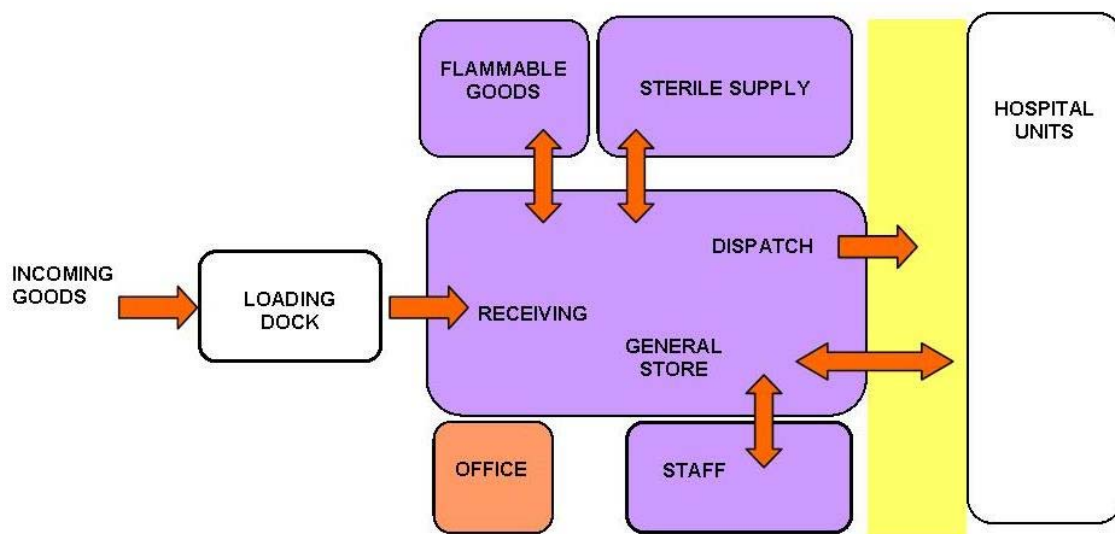 FLAMMABLE
GOODS
STERILE SUPPLY
HOSPITAL
UNITS
DISPATCH
INCOMING
GOODS
LOADING
DOCK
RECEIVING
GENERAL
STORE
OFFICE
STAFF